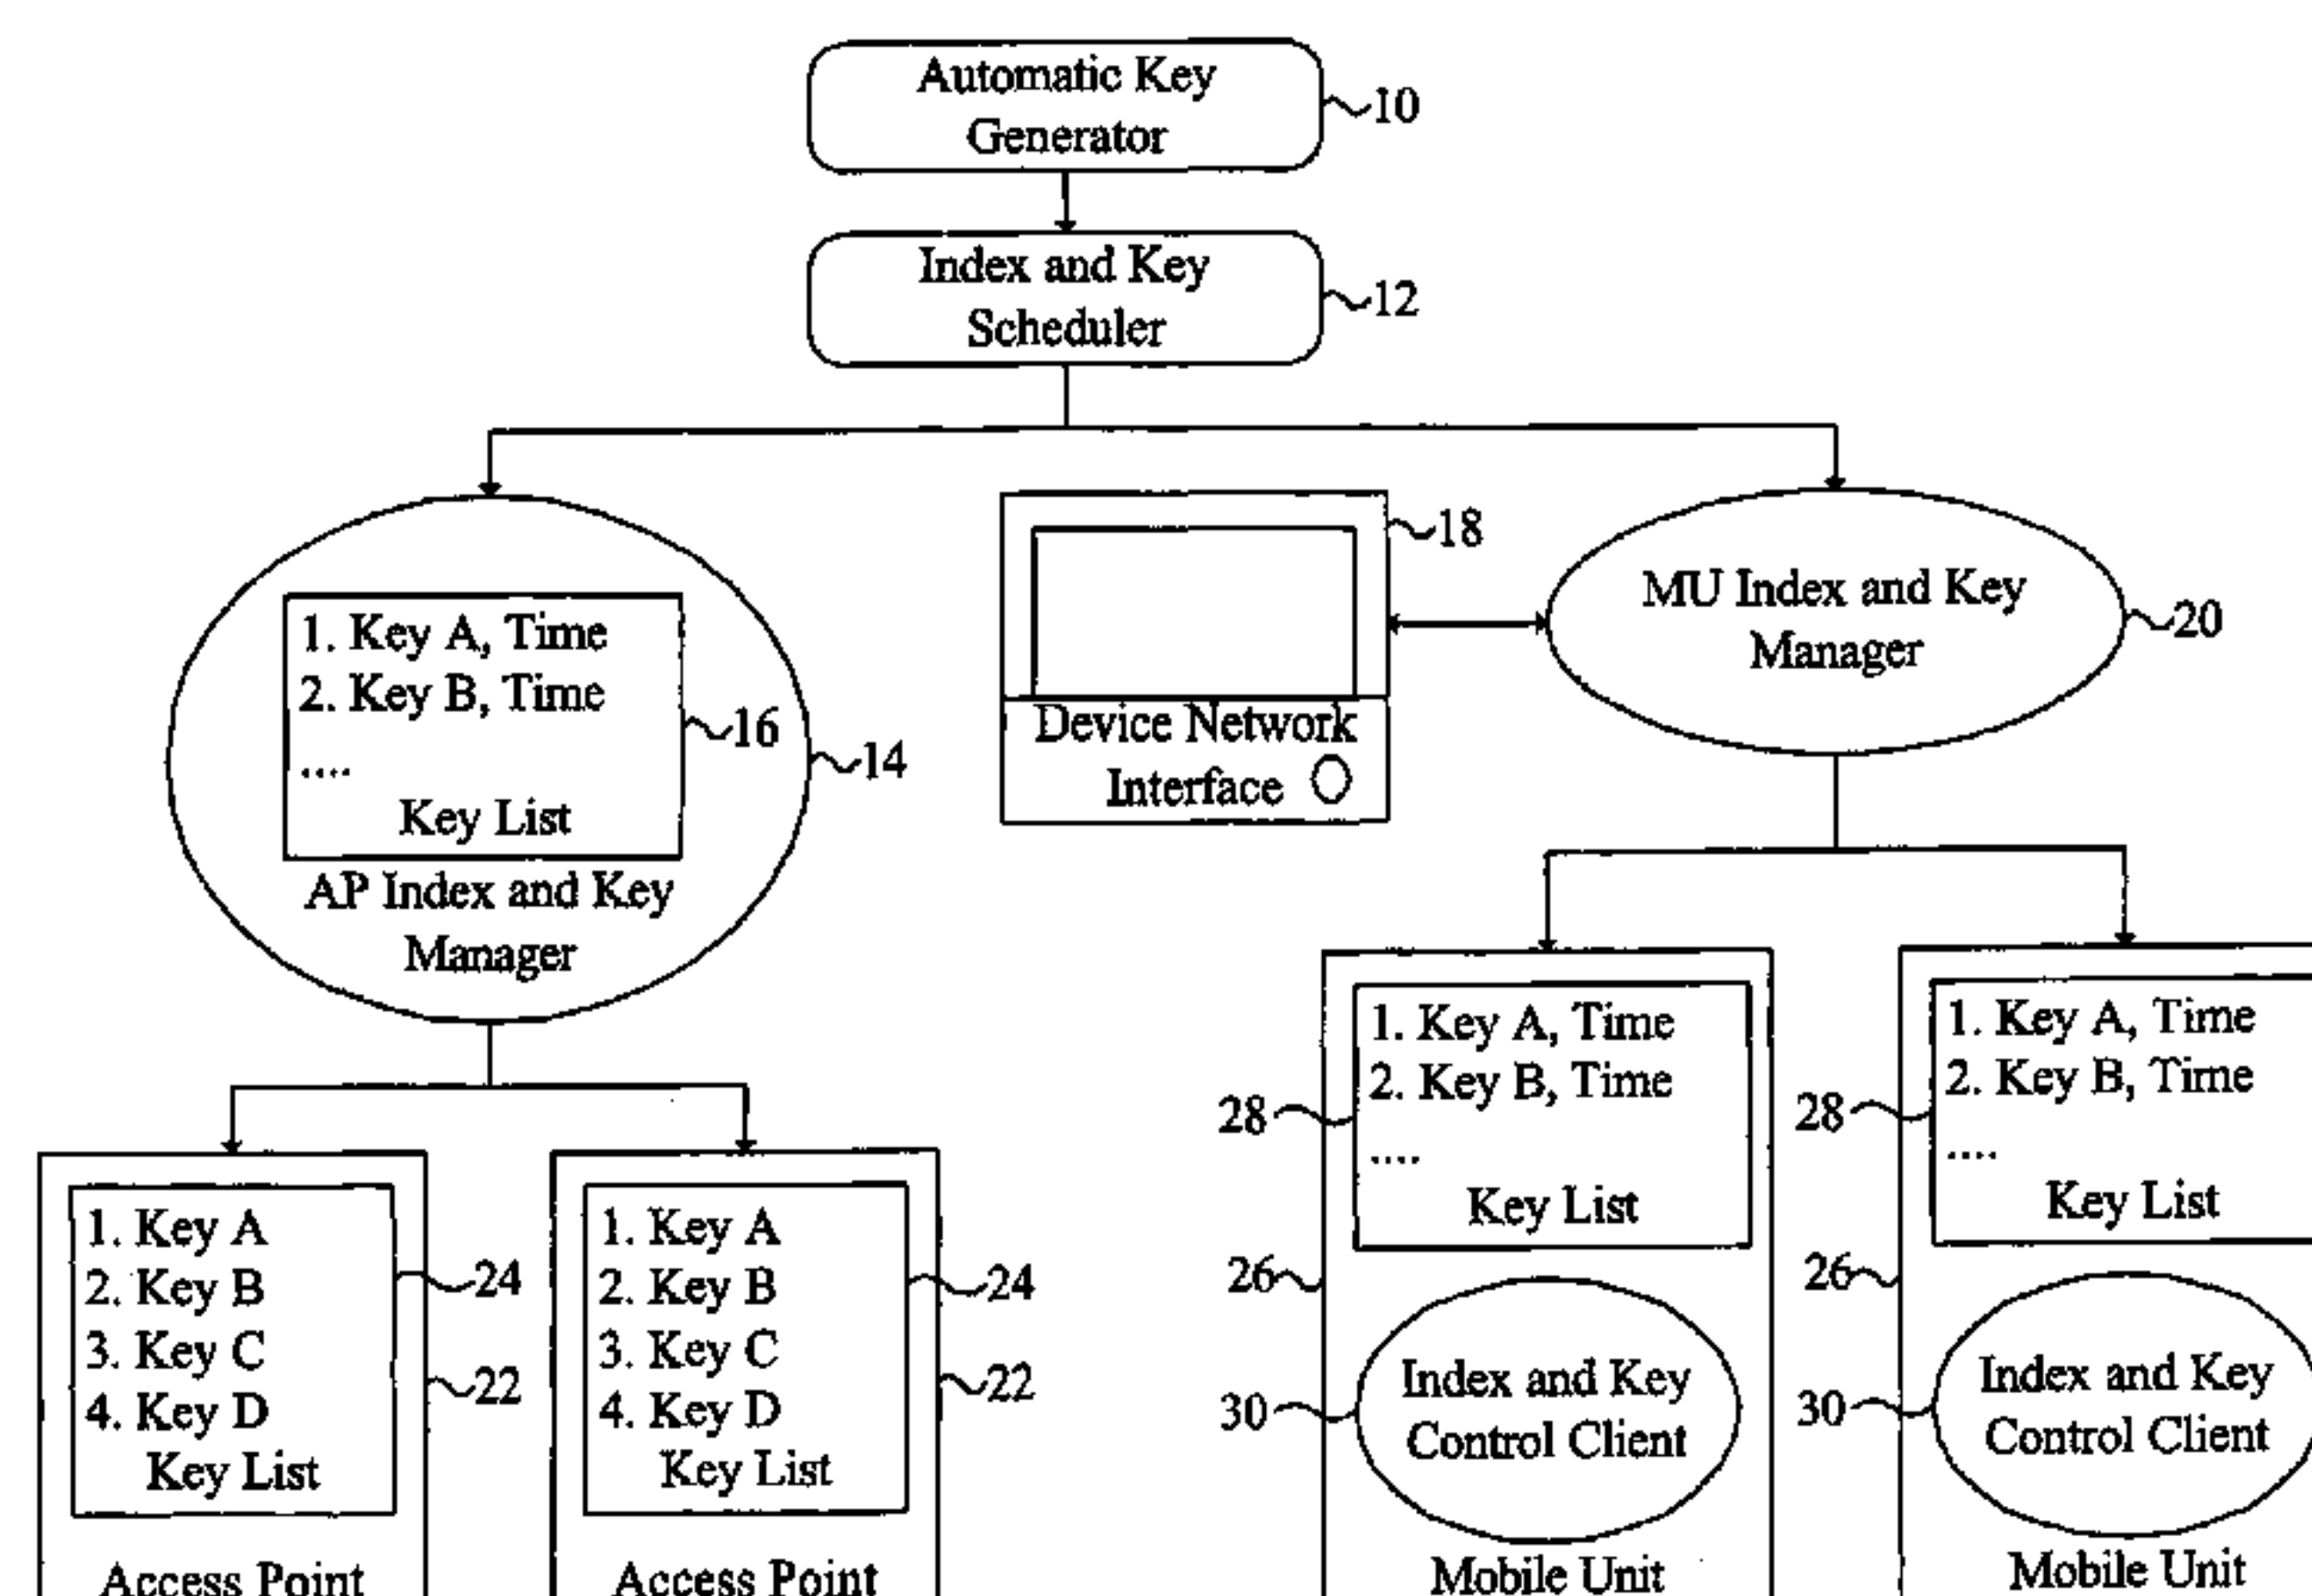 Automatic Key
Generator
10
Index and Key
Scheduler
12
1. Key A, Time
2. Key B, Time
....
Key List
16
AP Index and Key
Manager
14
18
Device Network
Interface
MU Index and Key
Manager
20
1. Key A
2. Key B
3. Key C
4. Key D
Key List
24
22
Access Point
1. Key A
2. Key B
3. Key C
4. Key D
Key List
24
22
Access Point
1. Key A, Time
2. Key B, Time
....
Key List
28
26
Index and Key
Control Client
30
Mobile Unit
1. Key A, Time
2. Key B, Time
....
Key List
28
26
Index and Key
Control Client
30
Mobile Unit